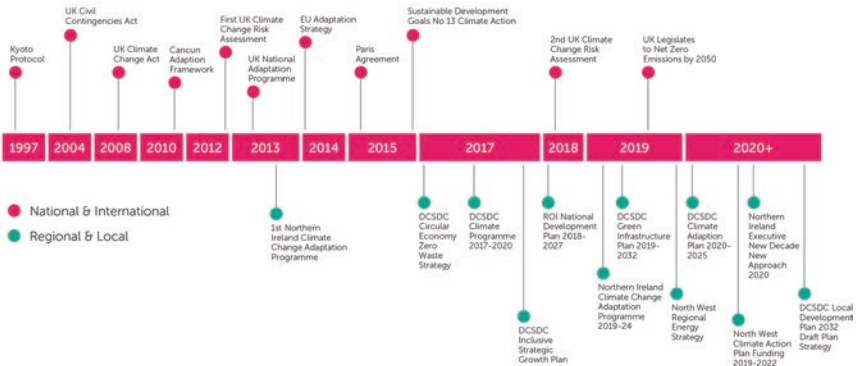 Sustainable Development
Goals No 13 Climate Action
UK Civil
Contingencies Act
First UK Climate
Change Risk
Assessment
EU Adaptation
Strategy
2nd UK Climate
Change Risk
Assessment
UK Legislates
to Net Zero
Emissions by 2050
Kyoto
Protocol
UK Climate
Change Act
Cancun
Adaption
Framework
UK National
Adaptation
Programme
Paris
Agreement
1997
2004
2008
2010
2012
2013
2014
2015
2017
2018
2019
2020+
National & International
Regional & Local
1st Northern
Ireland Climate
Change Adaptation
Programme
DCSDC
Circular
Economy
Zero
Waste
Strategy
DCSDC
Climate
Programme
2017-2020
DCSDC
Inclusive
Strategic
Growth Plan
ROI National
Development
Plan 2018-
2027
Northern Ireland
Climate Change
Adaptation
Programme
2019-24
DCSDC
Green
Infrastructure
Plan 2019-
2032
North West
Regional
Energy
Strategy
DCSDC
Climate
Adaption
Plan 2020-
2025
North West
Climate Action
Plan Funding
2019-2022
Northern
Ireland
Executive
New Decade
New
Approach
2020
DCSDC Local
Development
Plan 2032
Draft Plan
Strategy